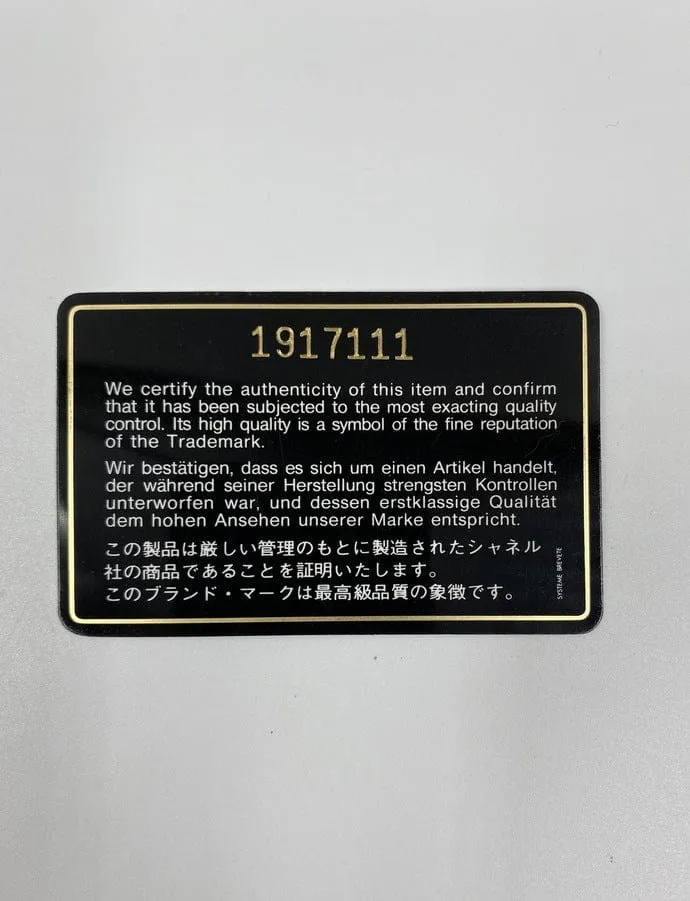 1917111
We certify the authenticity of this item and confirm
that it has been subjected to the most exacting quality
control. Its high quality is a symbol of the fine reputation
of the Trademark.
Wir bestätigen, dass es sich um einen Artikel handelt,
der während seiner Herstellung strengsten Kontrollen
unterworfen war, und dessen erstklassige Qualität
dem hohen Ansehen unserer Marke entspricht.
この製品は厳しい管理のもとに製造されたシャネル
社の商品であることを証明いたします。
このブランド・マークは最高級品質の象徴です。
SYSTEME BREVETE